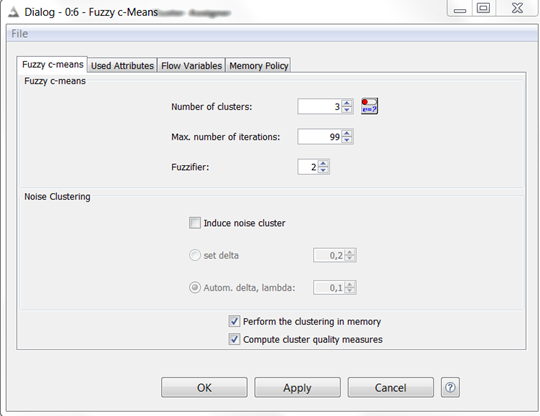 Dialog - 0:6 - Fuzzy c-Means
File
Fuzzy c-means Used Attributes Flow Variables Memory Policy
Fuzzy c-means
Number of clusters: 3
v=?
Max. number of iterations: 99
Fuzzifier: 2
Noise Clustering
Induce noise cluster
set delta 0,2
Autom. delta, lambda: 0,1
Perform the clustering in memory
Compute cluster quality measures
OK Apply Cancel ?